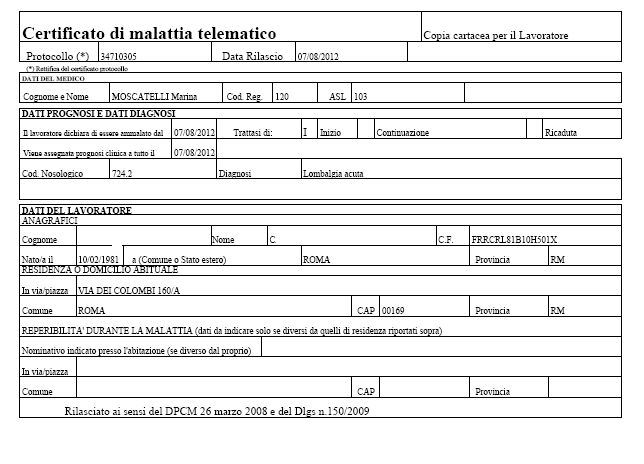 Certificato di malattia telematico
Copia cartacea per il Lavoratore
Protocollo (*) 34710305 Data Rilascio 07/08/2012
(*) Rettifica del certificato protocollo
DATI DEL MEDICO
Cognome e Nome MOSCATELLI Marina Cod. Reg. 120 ASL 103
DATI PROGNOSI E DATI DIAGNOSI
Il lavoratore dichiara di essere ammalato dal 07/08/2012 Trattasi di: I Inizio Continuazione Ricaduta
Viene assegnata prognosi clinica a tutto il 07/08/2012
Cod. Nosologico 724.2 Diagnosi Lombalgia acuta
DATI DEL LAVORATORE
ANAGRAFICI
Cognome Nome C. C.F. FRRCRL81B10H501X
Nato/a il 10/02/1981 a (Comune o Stato estero) ROMA Provincia RM
RESIDENZA O DOMICILIO ABITUALE
In via/piazza VIA DEI COLOMBI 160/A
Comune ROMA CAP 00169 Provincia RM
REPERIBILITA' DURANTE LA MALATTIA (dati da indicare solo se diversi da quelli di residenza riportati sopra)
Nominativo indicato presso l'abitazione (se diverso dal proprio)
In via/piazza
Comune CAP Provincia
Rilasciato ai sensi del DPCM 26 marzo 2008 e del Dlgs n.150/2009